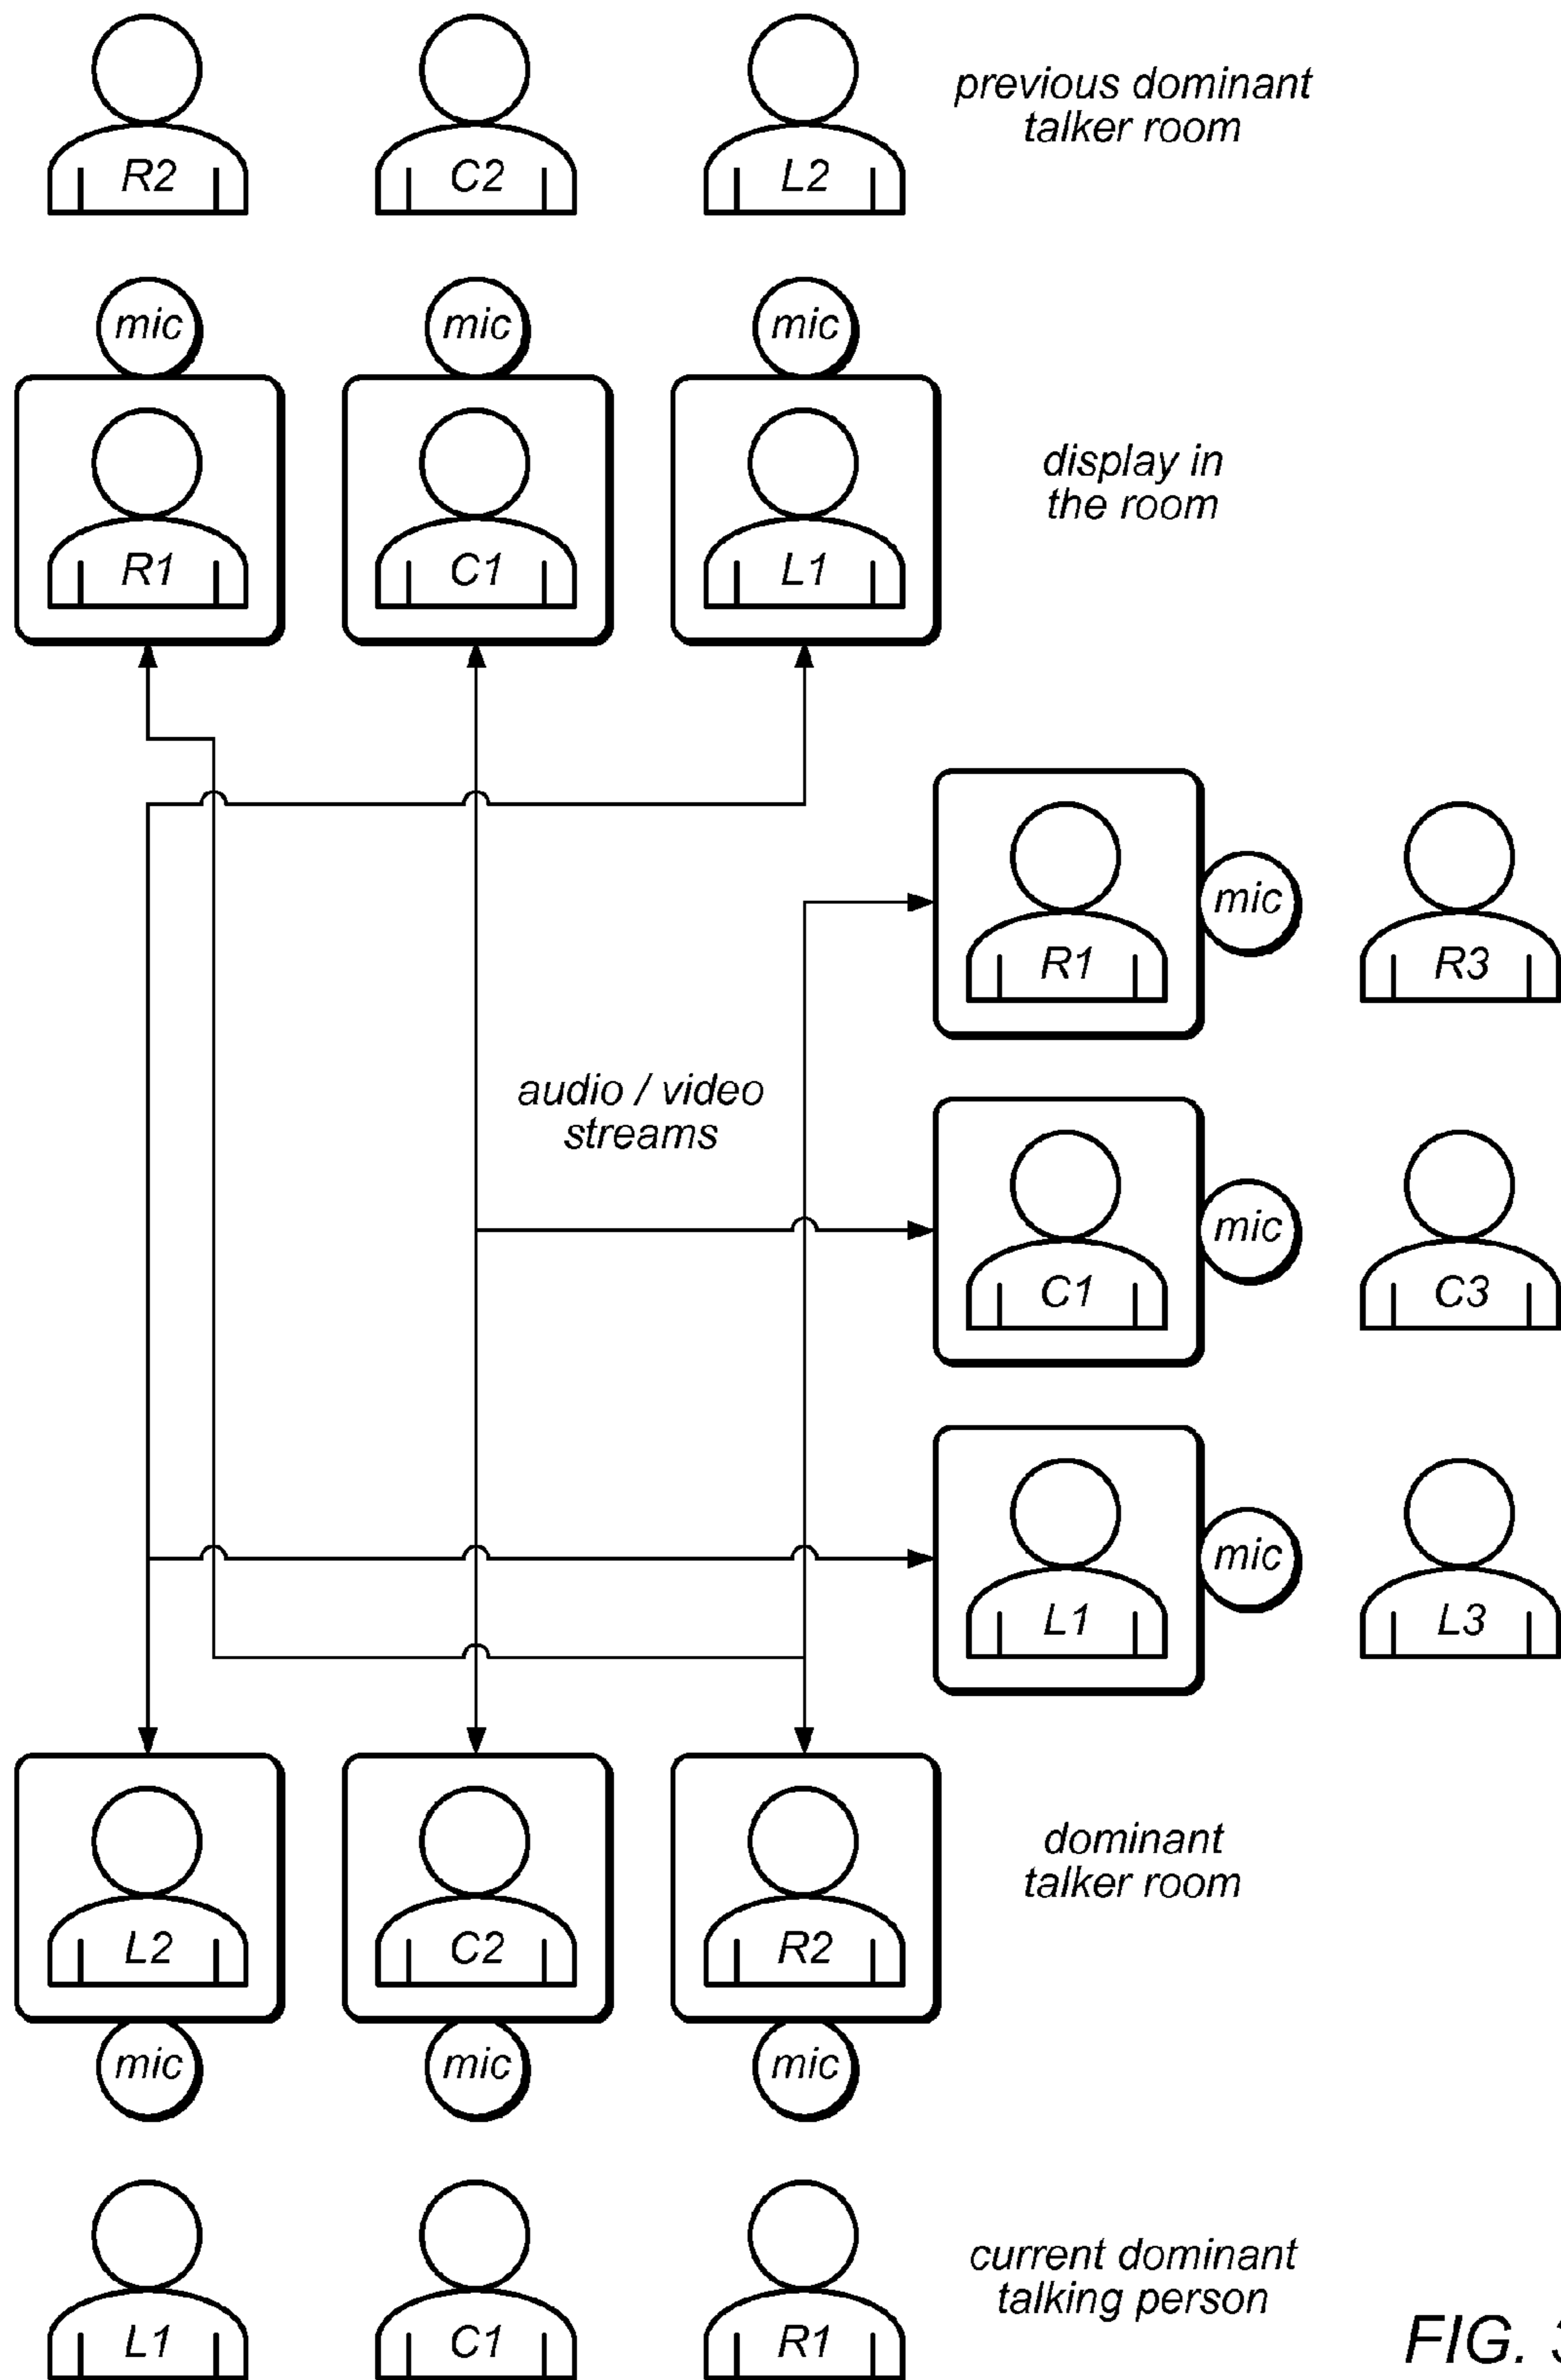 previous dominant
talker room
R2
C2
L2
mic
mic
mic
display in
the room
R1
C1
L1
mic
R1
R3
audio / video
streams
mic
C1
C3
mic
L1
L3
dominant
talker room
L2
C2
R2
mic
mic
mic
current dominant
talking person
L1
C1
R1
FIG.